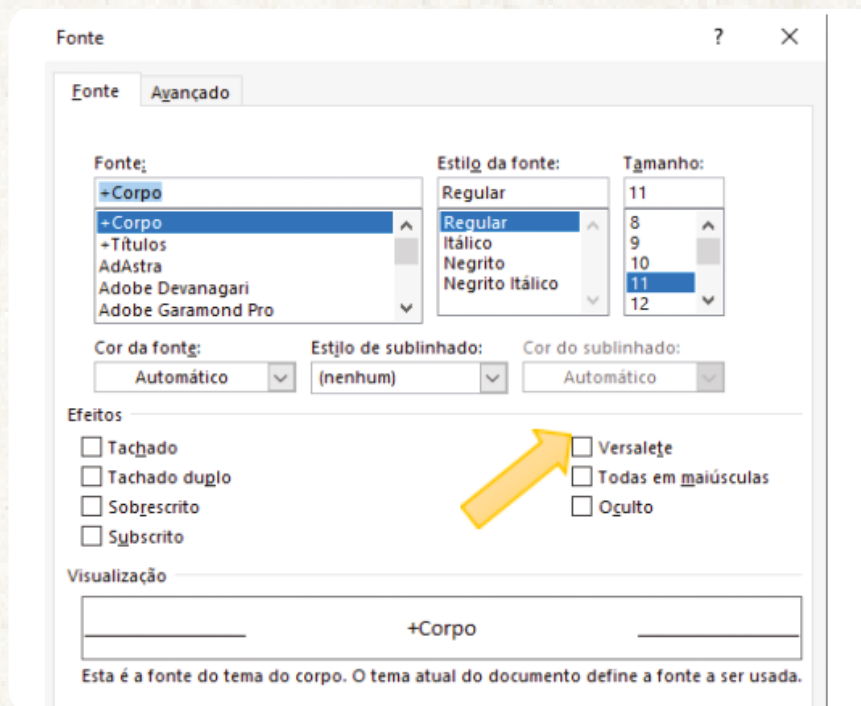 Fonte ? ×
Fonte Avançado
Fonte: Estilo da fonte: Tamanho:
+Corpo Regular 11
+Corpo Regular 8
+Títulos Itálico 9
AdAstra Negrito 10
Adobe Devanagari Negrito Itálico 11
Adobe Garamond Pro 12
Cor da fonte: Estilo de sublinhado: Cor do sublinhado:
Automático (nenhum) Automático
Efeitos
Tachado Versalete
Tachado duplo Todas em maiúsculas
Sobrescrito Oculto
Subscrito
Visualização
+Corpo
Esta é a fonte do tema do corpo. O tema atual do documento define a fonte a ser usada.